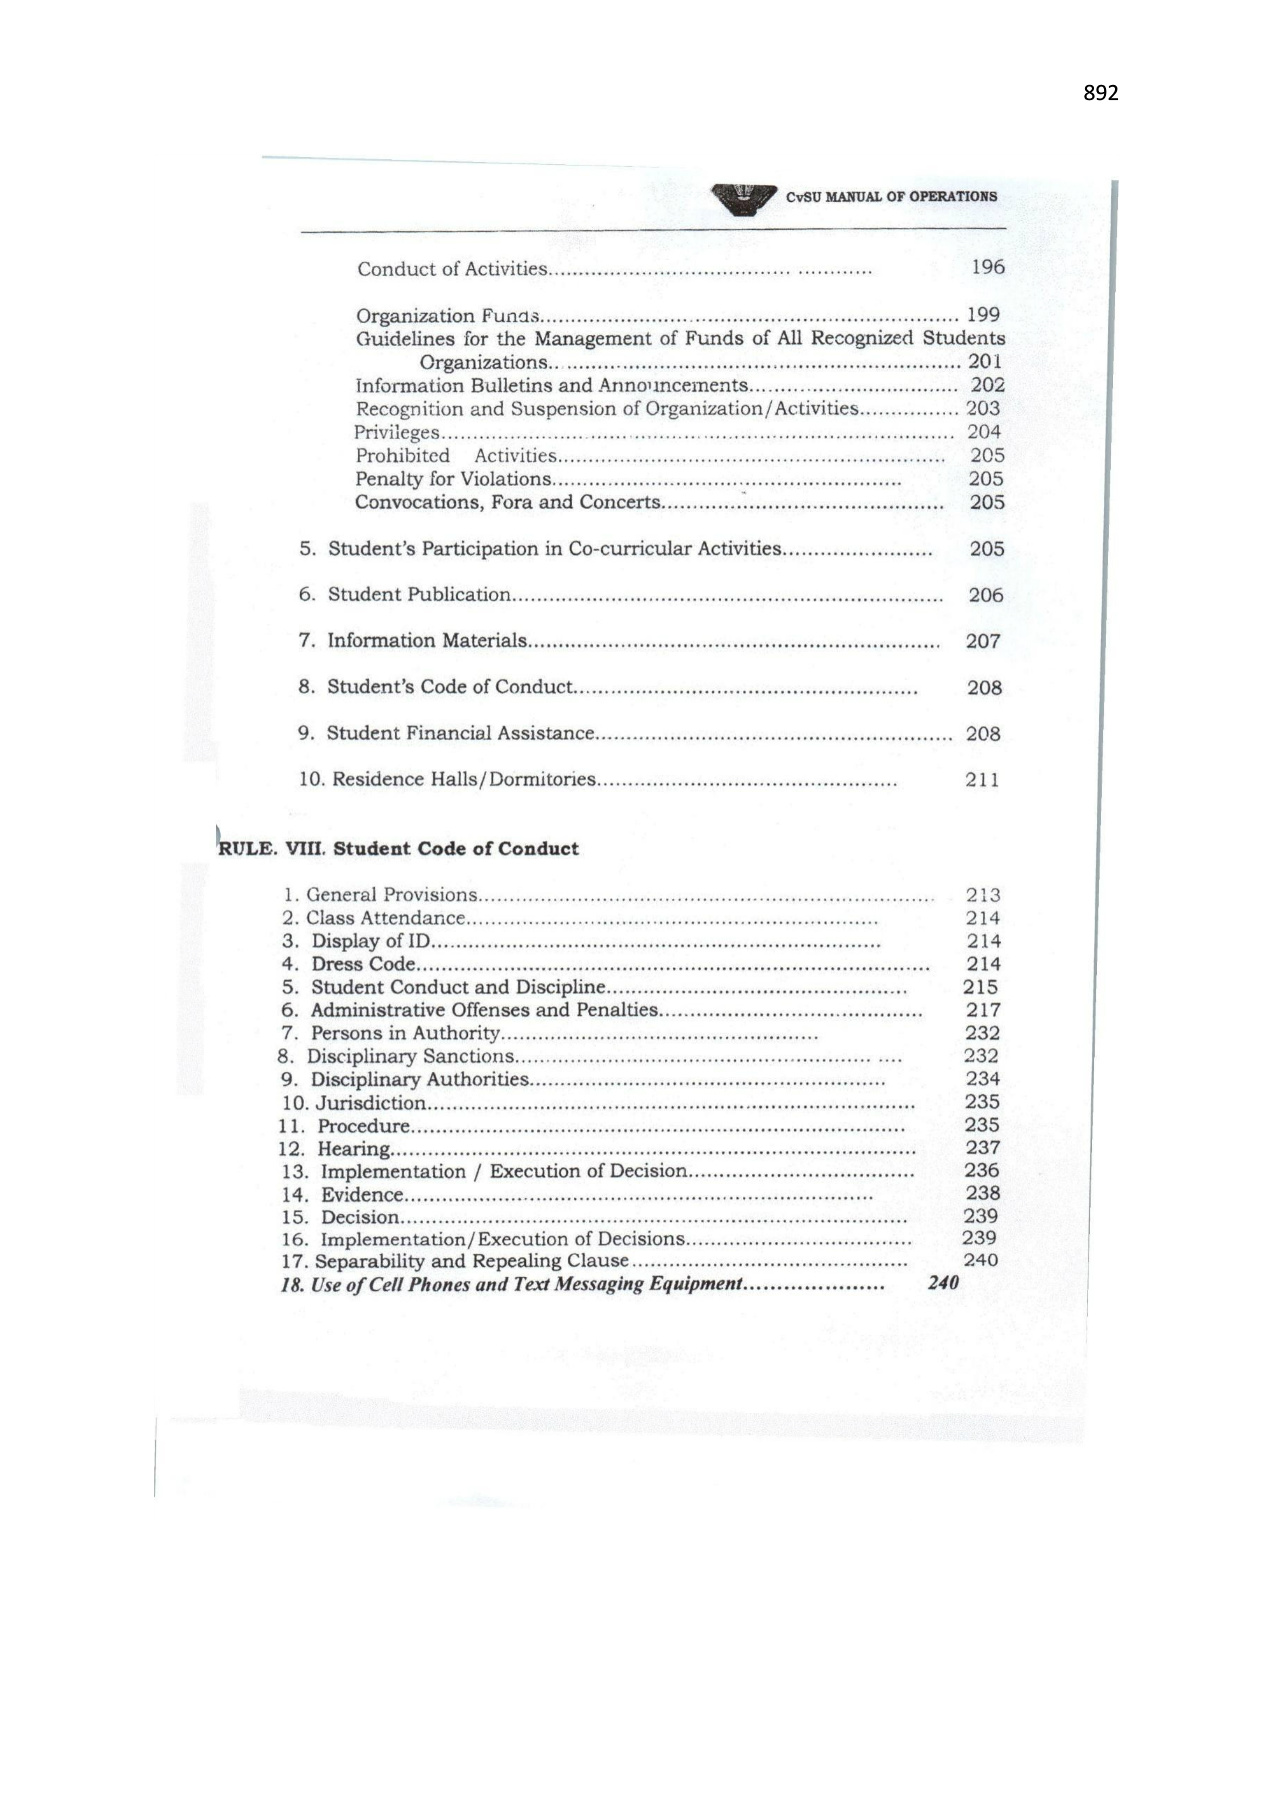 892
CvSU MANUAL OF OPERATIONS
Conduct of Activities....................................... ............ 196
Organization Funds.................................................................... 199
Guidelines for the Management of Funds of All Recognized Students
Organizations.................................................................. 201
Information Bulletins and Announcements.................................. 202
Recognition and Suspension of Organization/Activities................ 203
Privileges................................................................................... 204
Prohibited Activities............................................................... 205
Penalty for Violations......................................................... 205
Convocations, Fora and Concerts............................................. 205
5. Student's Participation in Co-curricular Activities........................ 205
6. Student Publication..................................................................... 206
7. Information Materials.................................................................. 207
8. Student's Code of Conduct....................................................... 208
9. Student Financial Assistance......................................................... 208
10. Residence Halls/Dormitories................................................ 211
RULE. VIII. Student Code of Conduct
1. General Provisions......................................................................... 213
2. Class Attendance.................................................................. 214
3. Display of ID........................................................................ 214
4. Dress Code.................................................................................. 214
5. Student Conduct and Discipline................................................ 215
6. Administrative Offenses and Penalties.......................................... 217
7. Persons in Authority................................................... 232
8. Disciplinary Sanctions......................................................... .... 232
9. Disciplinary Authorities......................................................... 234
10. Jurisdiction.............................................................................. 235
11. Procedure............................................................................... 235
12. Hearing.................................................................................... 237
13. Implementation / Execution of Decision.................................... 236
14. Evidence........................................................................... 238
15. Decision................................................................................. 239
16. Implementation/Execution of Decisions.................................... 239
17. Separability and Repealing Clause............................................ 240
18. Use of Cell Phones and Text Messaging Equipment..................... 240